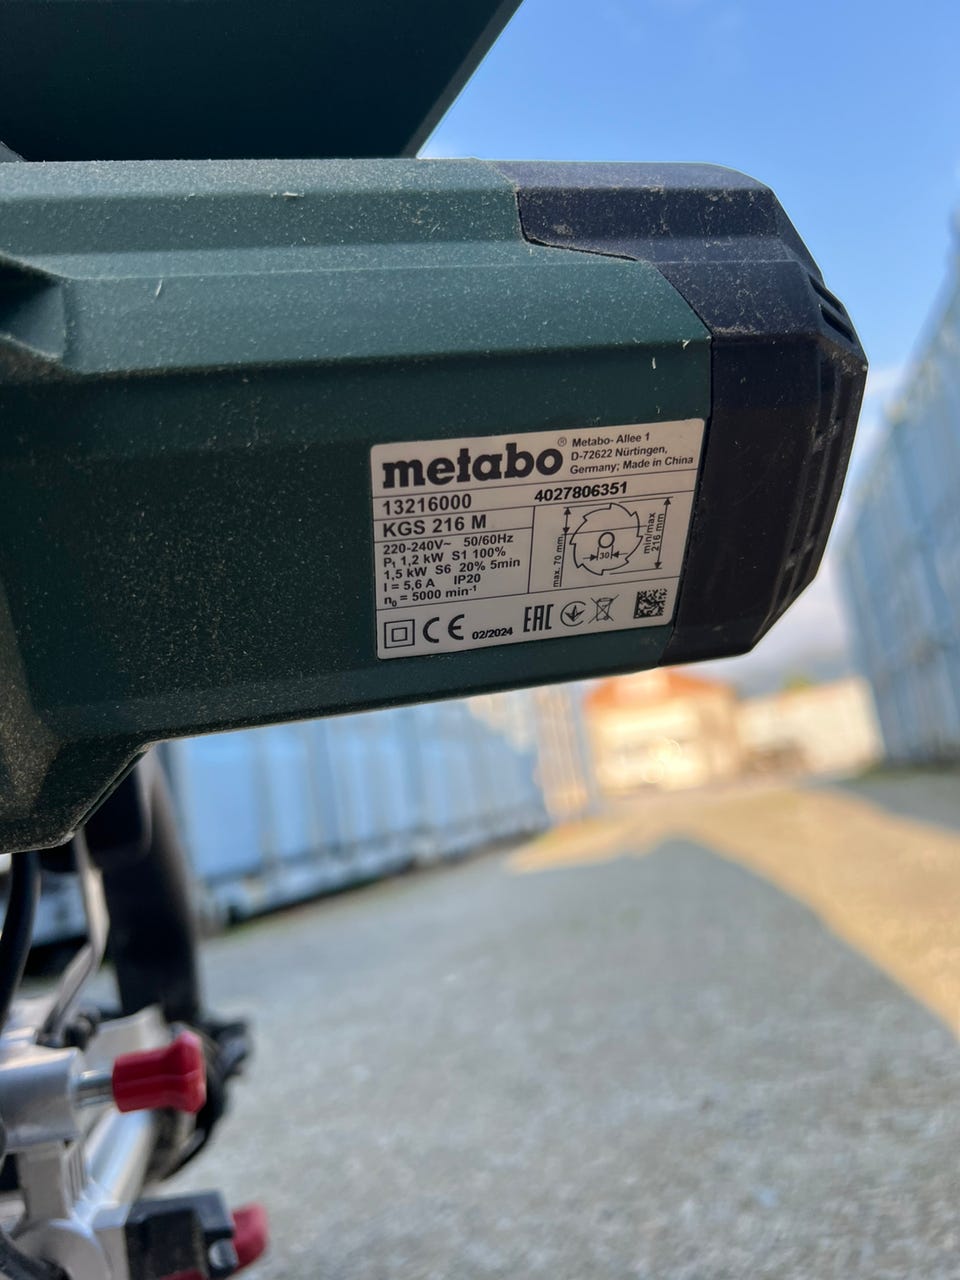 metabo®
Metabo- Allee 1
D-72622 Nürtingen,
Germany; Made in China
13216000
4027806351
KGS 216 M
220-240V~ 50/60Hz
P₁ 1,2 kW S1 100%
1,5 kW S6 20% 5min
I = 5,6 A IP20
n₀ = 5000 min⁻¹
max. 70 mm
30
min/max
216 mm
CE
02/2024
EAC